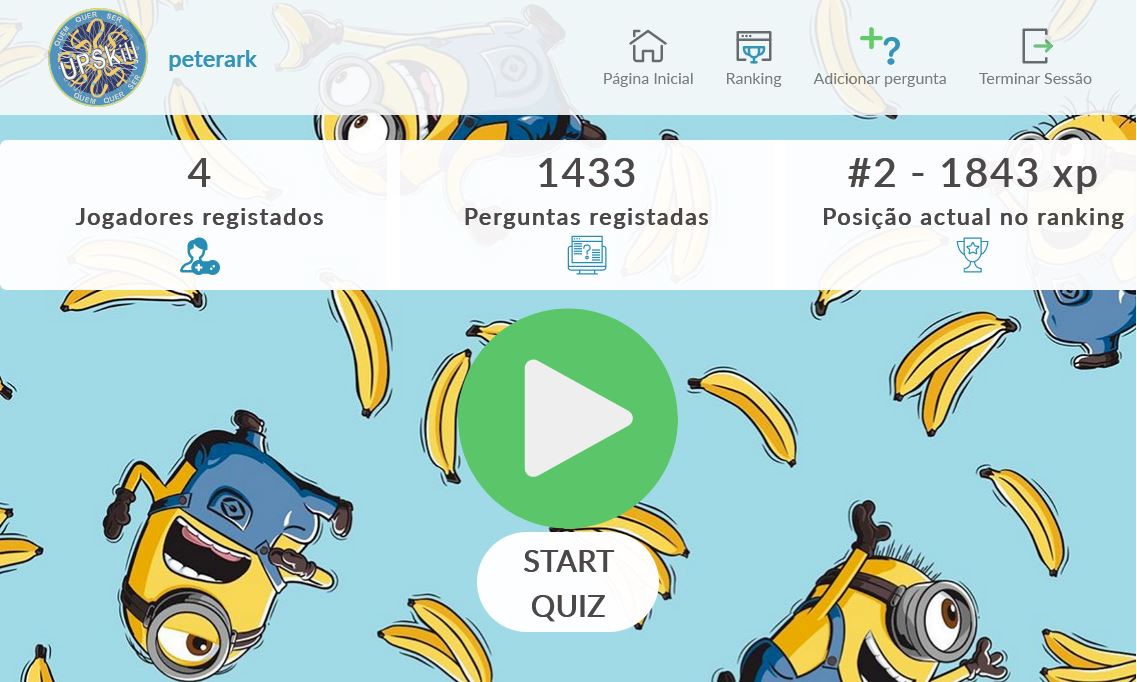 QUEM QUER SER
UPSKill
QUEM QUER SER
peterark
Página Inicial
Ranking
Adicionar pergunta
Terminar Sessão
4
Jogadores registados
1433
Perguntas registadas
#2 - 1843 xp
Posição actual no ranking
START
QUIZ